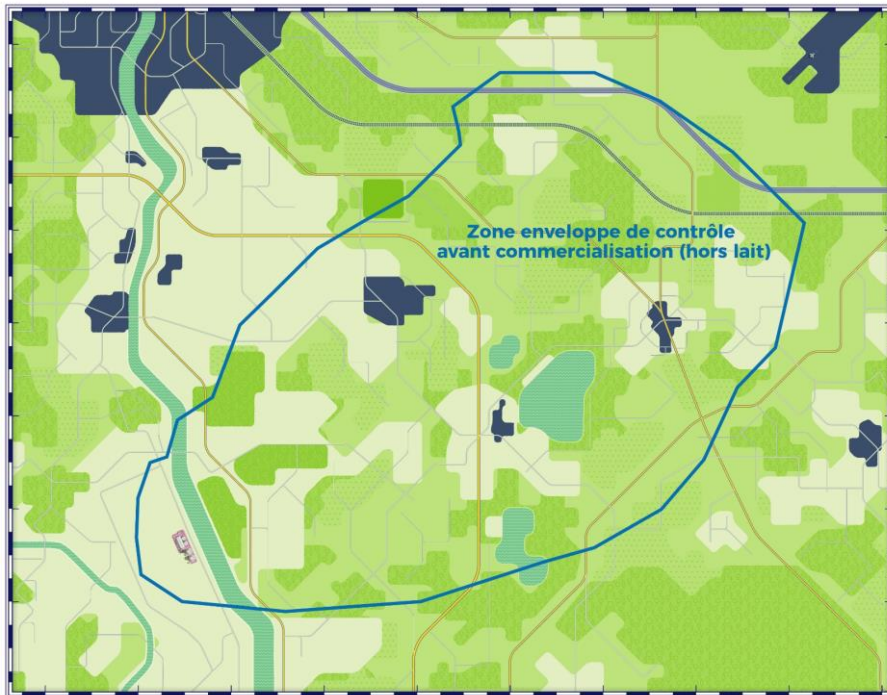 Zone enveloppe de contrôle
avant commercialisation (hors lait)